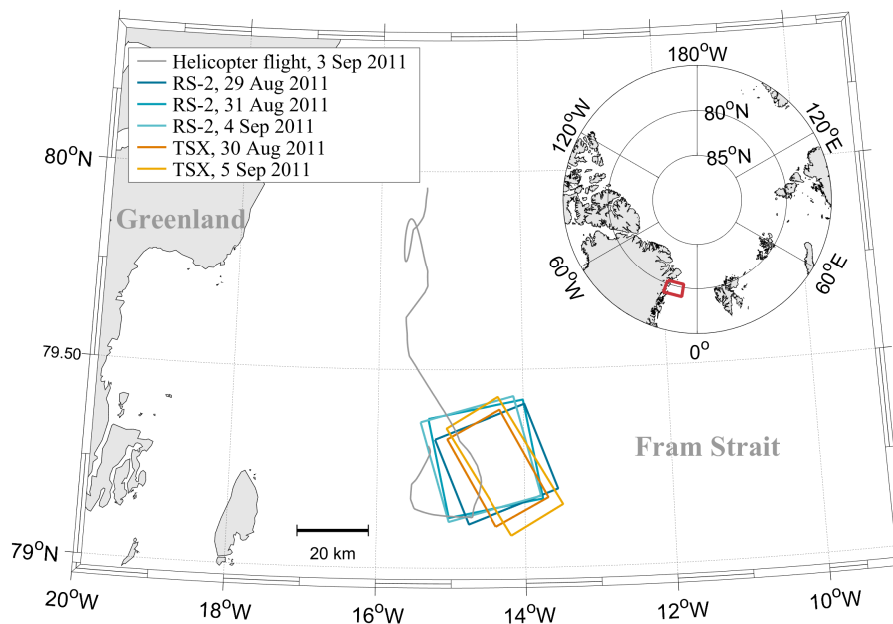 Helicopter flight, 3 Sep 2011
RS-2, 29 Aug 2011
RS-2, 31 Aug 2011
RS-2, 4 Sep 2011
TSX, 30 Aug 2011
TSX, 5 Sep 2011
180°W
120°W
80°N
120°E
85°N
60°W
60°E
0°
80°N
Greenland
79.50
Fram Strait
79°N
20 km
20°W
18°W
16°W
14°W
12°W
10°W